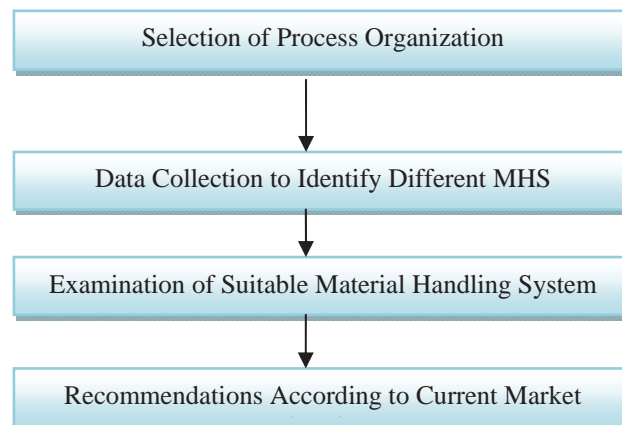 Selection of Process Organization
Data Collection to Identify Different MHS
Examination of Suitable Material Handling System
Recommendations According to Current Market